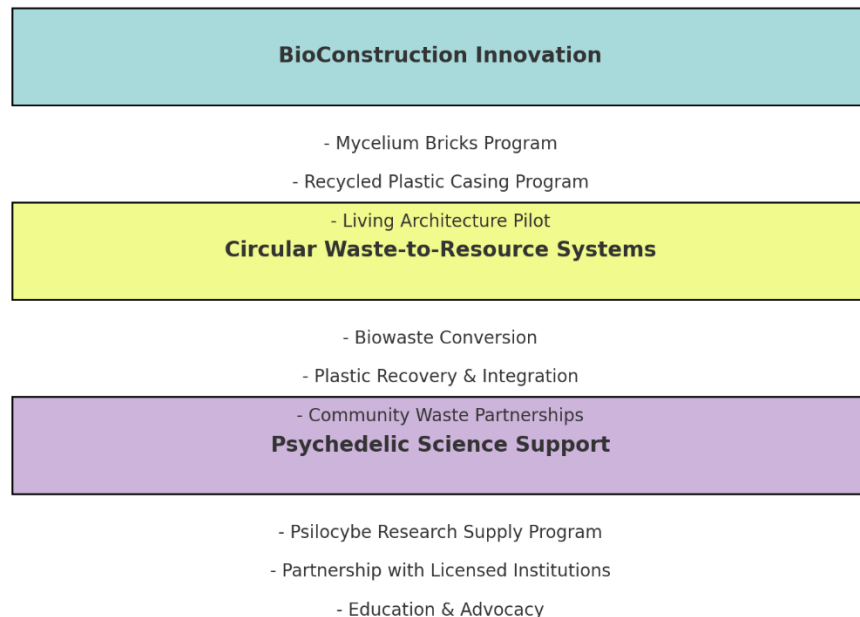 BioConstruction Innovation
- Mycelium Bricks Program
- Recycled Plastic Casing Program
- Living Architecture Pilot
Circular Waste-to-Resource Systems
- Biowaste Conversion
- Plastic Recovery & Integration
- Community Waste Partnerships
Psychedelic Science Support
- Psilocybe Research Supply Program
- Partnership with Licensed Institutions
- Education & Advocacy